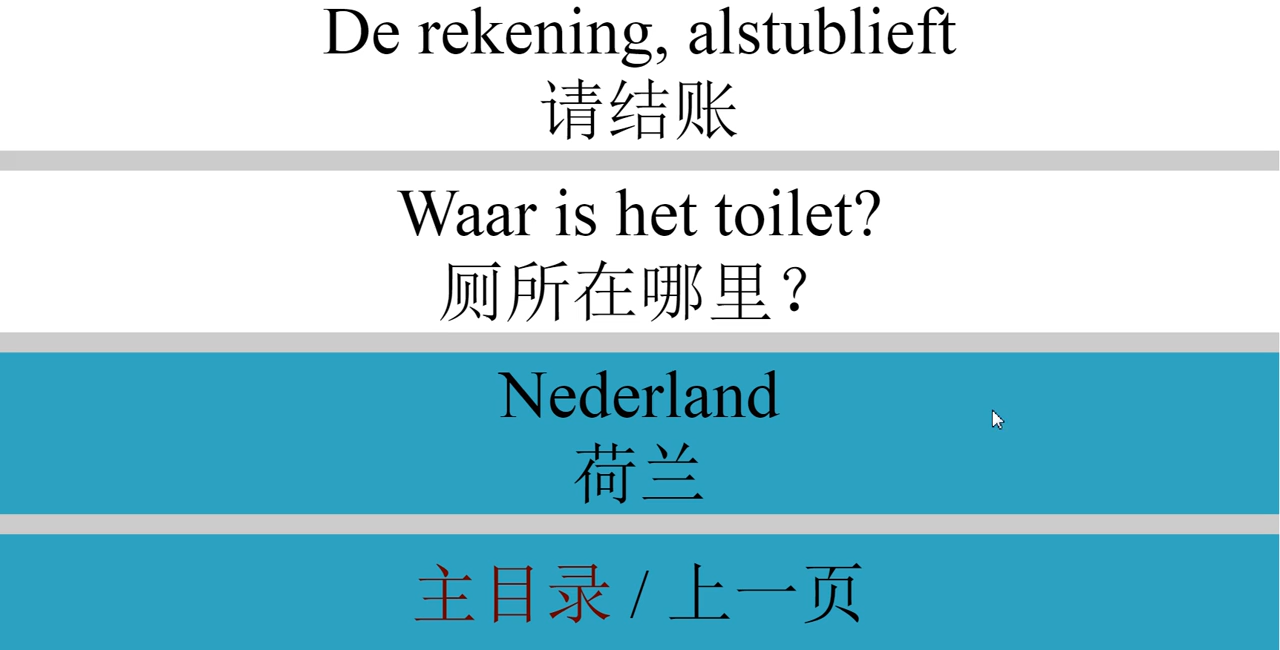 De rekening, alstublieft
请结账
Waar is het toilet?
厕所在哪里？
Nederland
荷兰
主目录 / 上一页